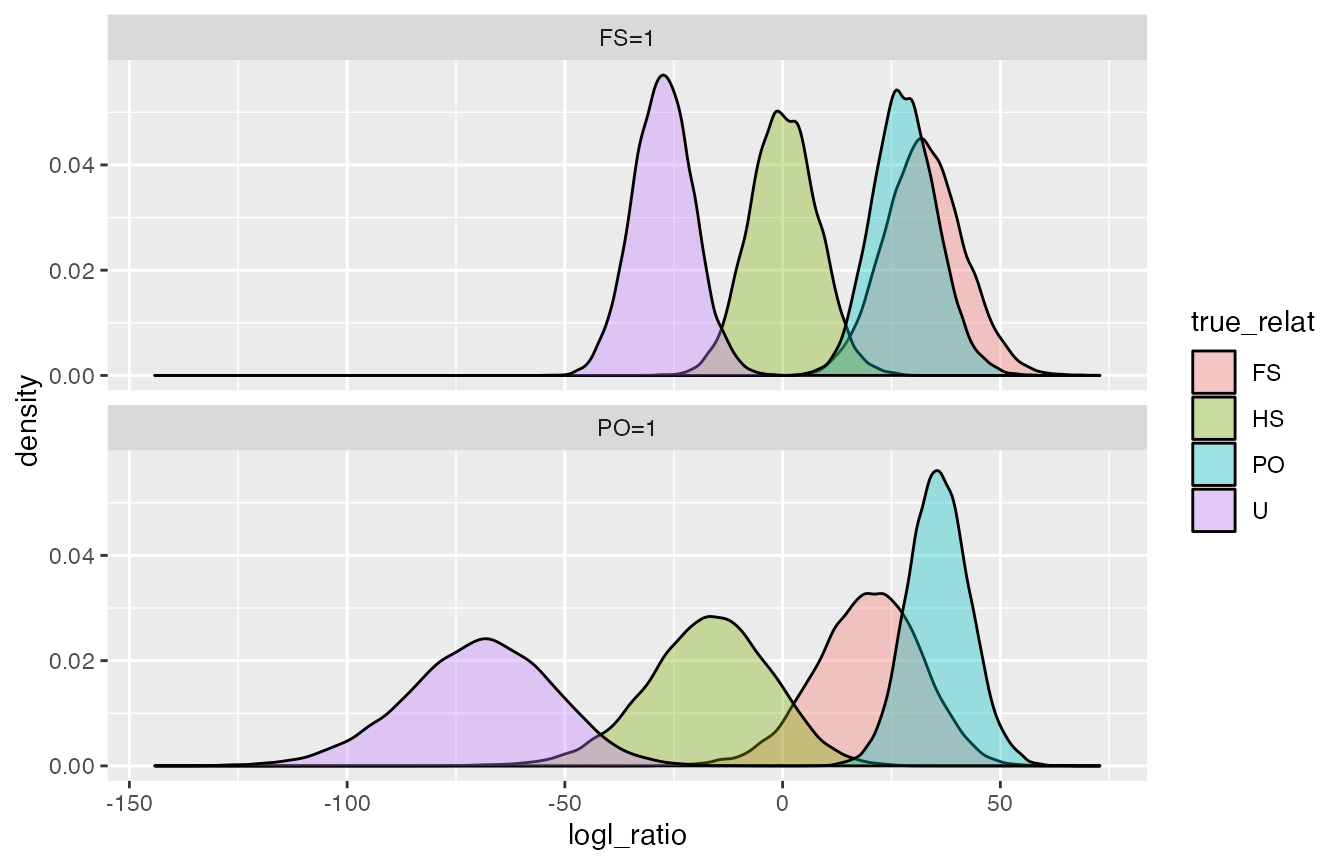 FS=1
0.04
0.02
0.00
PO=1
0.04
0.02
0.00
-150 -100 -50 0 50
logl_ratio
density
true_relat
FS
HS
PO
U